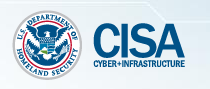 U.S. DEPARTMENT OF
HOMELAND SECURITY
CISA
CYBER+INFRASTRUCTURE